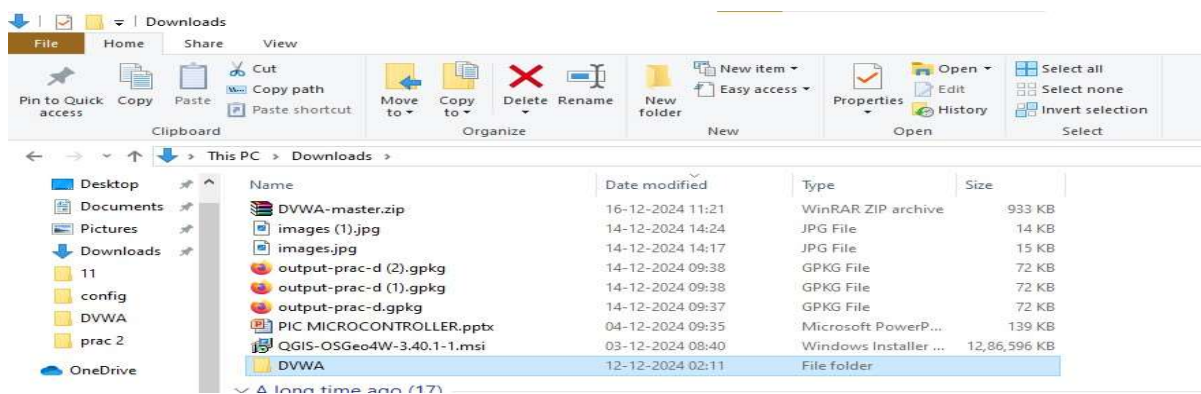 Downloads
File Home Share View
Pin to Quick access
Copy
Paste
Cut
Copy path
Paste shortcut
Clipboard
Move to
Copy to
Delete
Rename
Organize
New folder
New item
Easy access
New
Properties
Open
Edit
History
Open
Select all
Select none
Invert selection
Select
This PC > Downloads >
Desktop
Documents
Pictures
Downloads
11
config
DVWA
prac 2
OneDrive
Name Date modified Type Size
DVWA-master.zip 16-12-2024 11:21 WinRAR ZIP archive 933 KB
images (1).jpg 14-12-2024 14:24 JPG File 14 KB
images.jpg 14-12-2024 14:17 JPG File 15 KB
output-prac-d (2).gpkg 14-12-2024 09:38 GPKG File 72 KB
output-prac-d (1).gpkg 14-12-2024 09:38 GPKG File 72 KB
output-prac-d.gpkg 14-12-2024 09:37 GPKG File 72 KB
PIC MICROCONTROLLER.pptx 04-12-2024 09:35 Microsoft PowerP... 139 KB
QGIS-OSGeo4W-3.40.1-1.msi 03-12-2024 08:40 Windows Installer ... 12,86,596 KB
DVWA 12-12-2024 02:11 File folder
A long time ago (17)